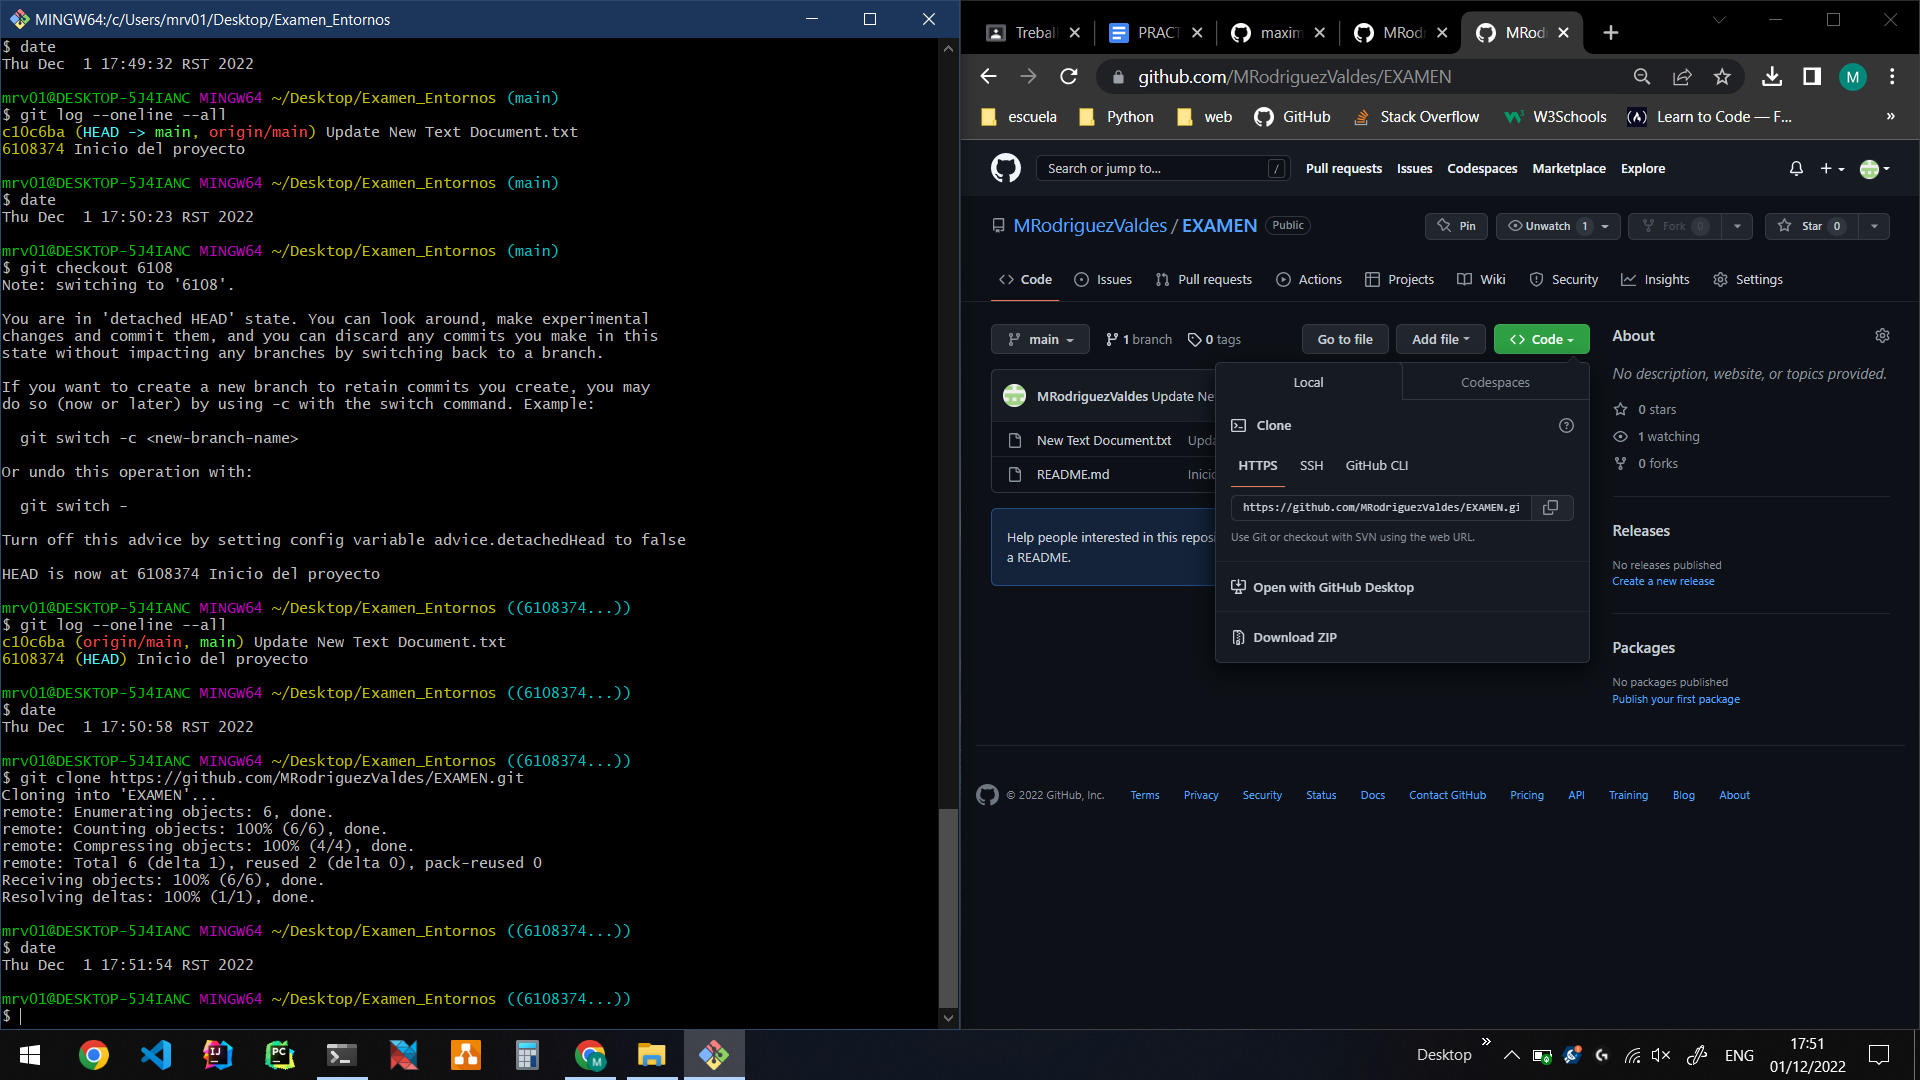 MINGW64:/c/Users/mrv01/Desktop/Examen_Entornos
$ date
Thu Dec  1 17:49:32 RST 2022
mrv01@DESKTOP-5J4IANC MINGW64 ~/Desktop/Examen_Entornos (main)
$ git log --oneline --all
c10c6ba (HEAD -> main, origin/main) Update New Text Document.txt
6108374 Inicio del proyecto
mrv01@DESKTOP-5J4IANC MINGW64 ~/Desktop/Examen_Entornos (main)
$ date
Thu Dec  1 17:50:23 RST 2022
mrv01@DESKTOP-5J4IANC MINGW64 ~/Desktop/Examen_Entornos (main)
$ git checkout 6108
Note: switching to '6108'.
You are in 'detached HEAD' state. You can look around, make experimental
changes and commit them, and you can discard any commits you make in this
state without impacting any branches by switching back to a branch.
If you want to create a new branch to retain commits you create, you may
do so (now or later) by using -c with the switch command. Example:
git switch -c <new-branch-name>
Or undo this operation with:
git switch -
Turn off this advice by setting config variable advice.detachedHead to false
HEAD is now at 6108374 Inicio del proyecto
mrv01@DESKTOP-5J4IANC MINGW64 ~/Desktop/Examen_Entornos ((6108374...))
$ git log --oneline --all
c10c6ba (origin/main, main) Update New Text Document.txt
6108374 (HEAD) Inicio del proyecto
mrv01@DESKTOP-5J4IANC MINGW64 ~/Desktop/Examen_Entornos ((6108374...))
$ date
Thu Dec  1 17:50:58 RST 2022
mrv01@DESKTOP-5J4IANC MINGW64 ~/Desktop/Examen_Entornos ((6108374...))
$ git clone https://github.com/MRodriguezValdes/EXAMEN.git
Cloning into 'EXAMEN'...
remote: Enumerating objects: 6, done.
remote: Counting objects: 100% (6/6), done.
remote: Compressing objects: 100% (4/4), done.
remote: Total 6 (delta 1), reused 2 (delta 0), pack-reused 0
Receiving objects: 100% (6/6), done.
Resolving deltas: 100% (1/1), done.
mrv01@DESKTOP-5J4IANC MINGW64 ~/Desktop/Examen_Entornos ((6108374...))
$ date
Thu Dec  1 17:51:54 RST 2022
mrv01@DESKTOP-5J4IANC MINGW64 ~/Desktop/Examen_Entornos ((6108374...))
$
Treball PRACT maxim MRodr MRodr
github.com/MRodriguezValdes/EXAMEN M
escuela Python web GitHub Stack Overflow W3Schools Learn to Code — F... »
Search or jump to... / Pull requests Issues Codespaces Marketplace Explore
MRodriguezValdes / EXAMEN Public Pin Unwatch 1 Fork 0 Star 0
Code Issues Pull requests Actions Projects Wiki Security Insights Settings
main 1 branch 0 tags Go to file Add file Code
MRodriguezValdes Update Ne
New Text Document.txt Upda
README.md Inicio
Help people interested in this reposi
a README.
Local Codespaces
Clone
HTTPS SSH GitHub CLI
https://github.com/MRodriguezValdes/EXAMEN.gi
Use Git or checkout with SVN using the web URL.
Open with GitHub Desktop
Download ZIP
About
No description, website, or topics provided.
0 stars
1 watching
0 forks
Releases
No releases published
Create a new release
Packages
No packages published
Publish your first package
© 2022 GitHub, Inc. Terms Privacy Security Status Docs Contact GitHub Pricing API Training Blog About
IJ PC M Desktop » ENG 17:51
01/12/2022